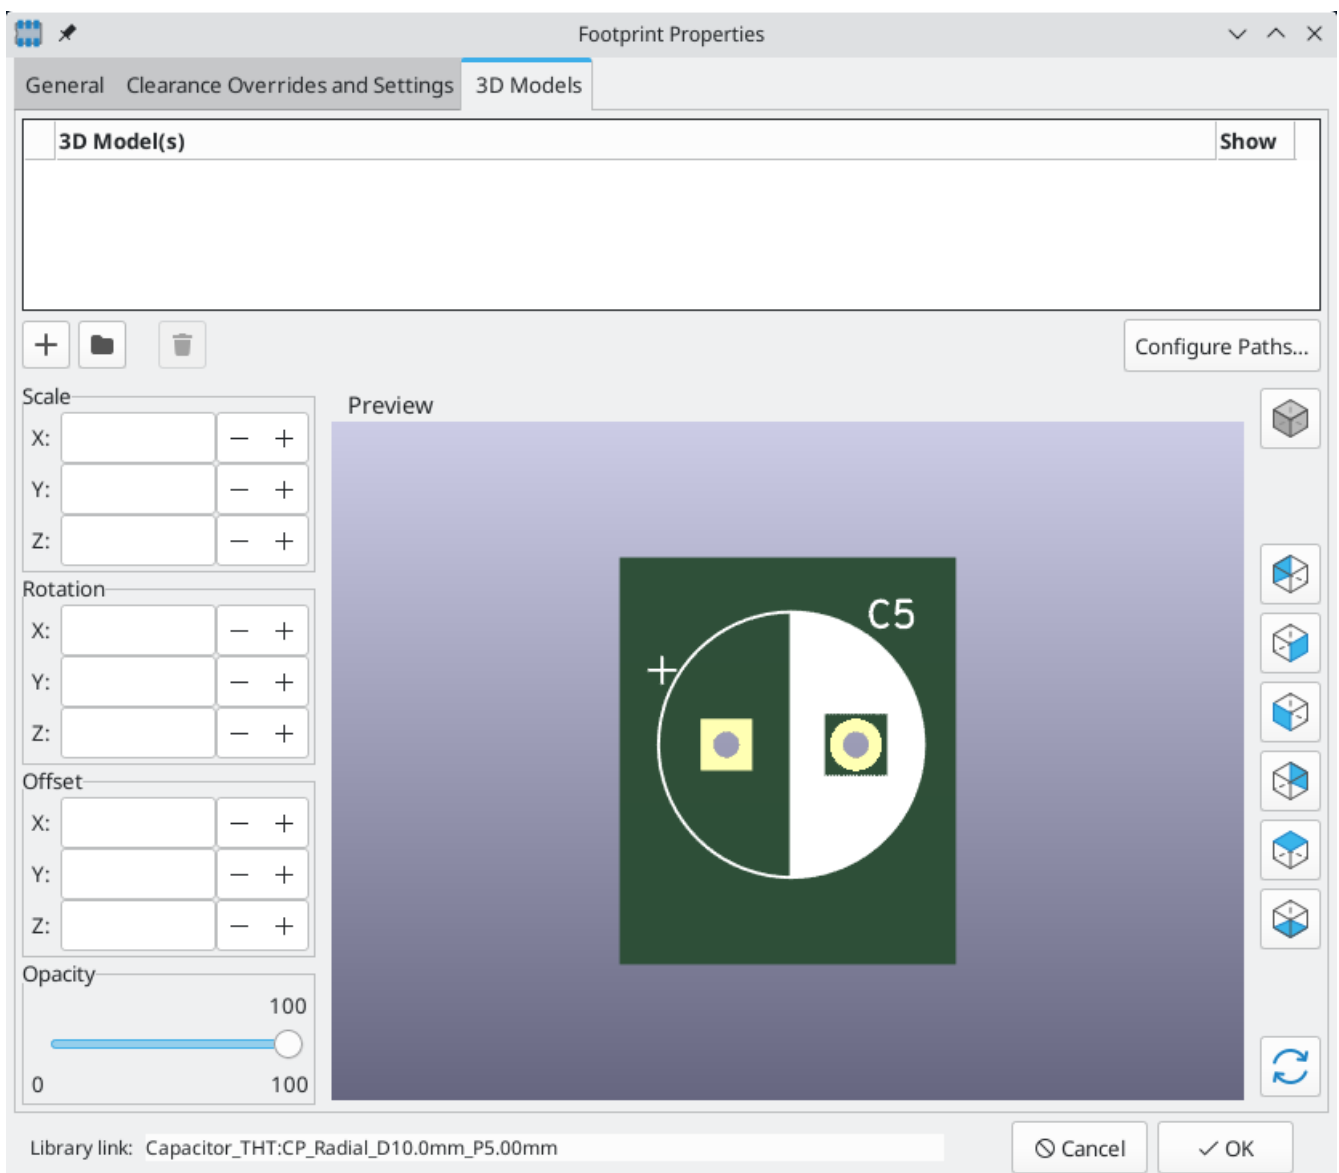 Footprint Properties
General Clearance Overrides and Settings 3D Models
3D Model(s) Show
Configure Paths...
Scale
X:
Y:
Z:
Rotation
X:
Y:
Z:
Offset
X:
Y:
Z:
Opacity
100
0 100
Preview
C5
+
Library link: Capacitor_THT:CP_Radial_D10.0mm_P5.00mm
Cancel OK